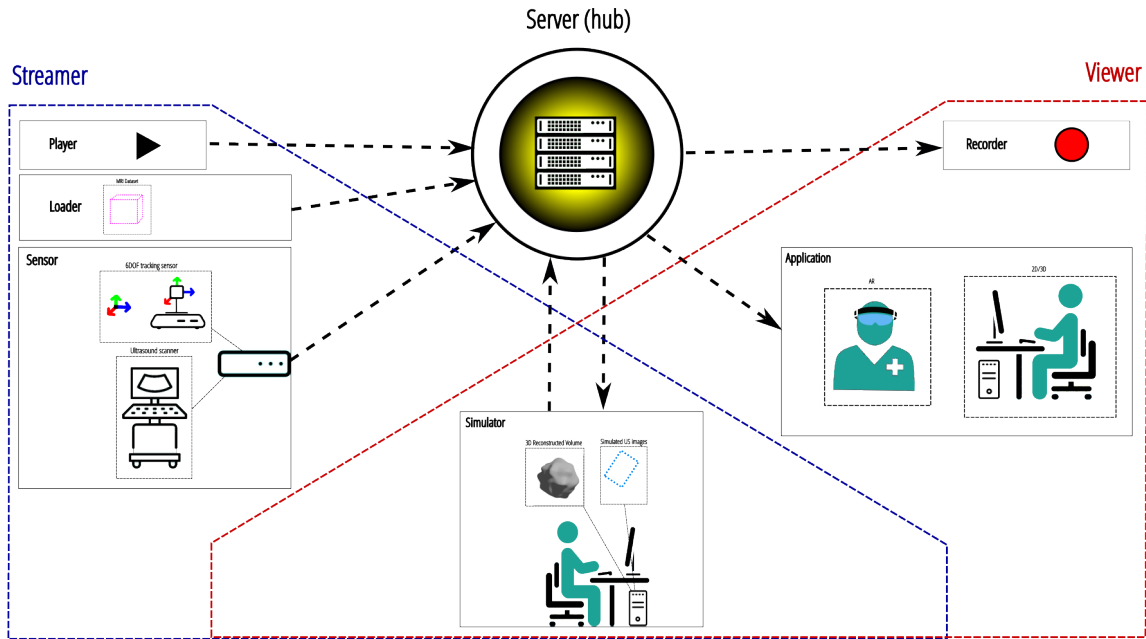 Server (hub)
Streamer
Viewer
Player
Recorder
MRI Dataset
Loader
Sensor
6DOF tracking sensor
Ultrasound scanner
Application
AR
2D/3D
Simulator
3D Reconstructed Volume
Simulated US images